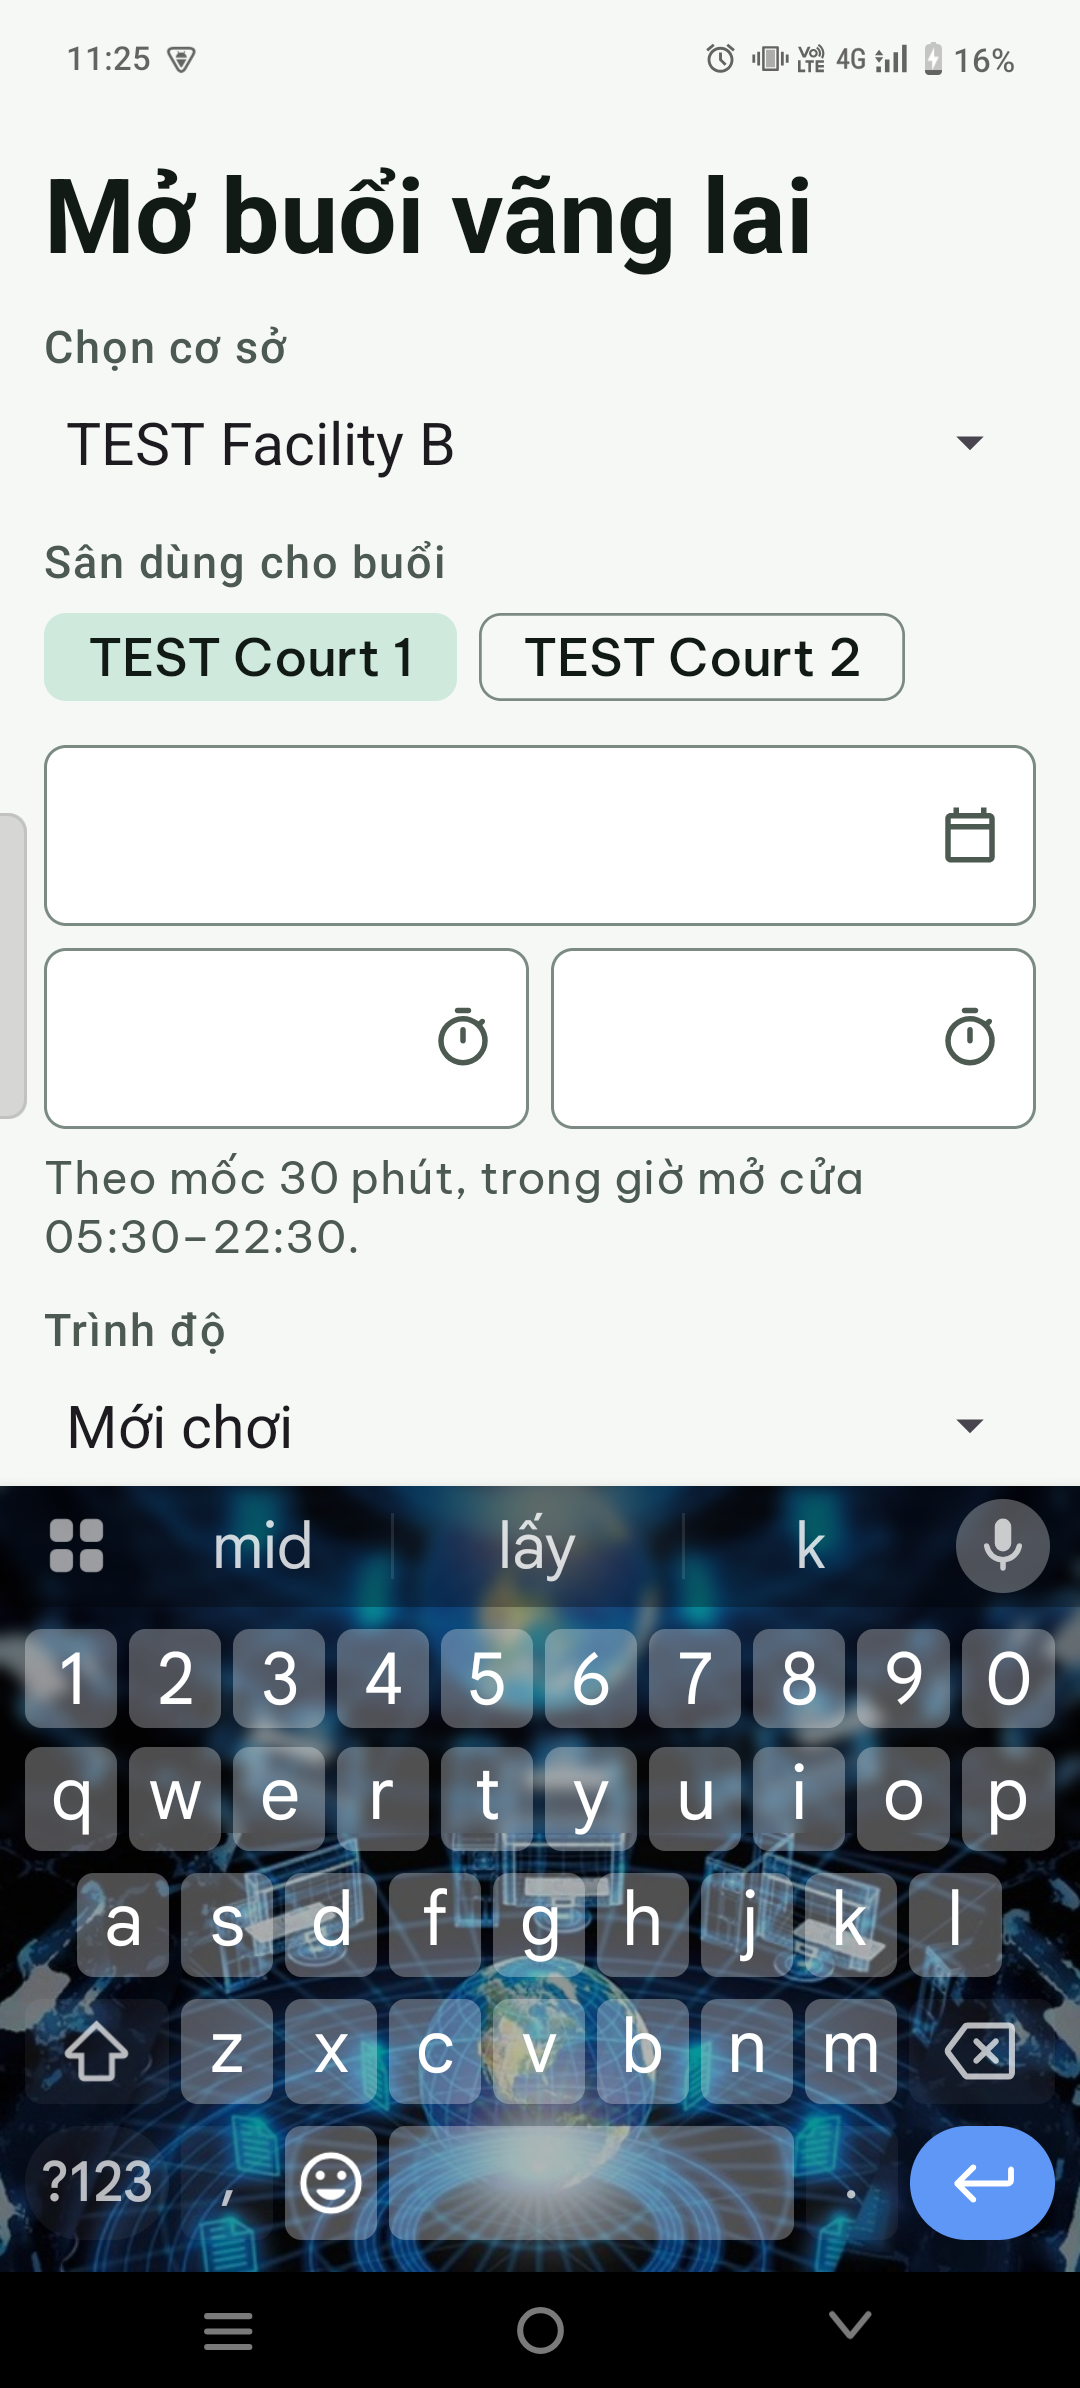 11:25 VoLTE 4G 16%
Mở buổi vãng lai
Chọn cơ sở
TEST Facility B
Sân dùng cho buổi
TEST Court 1 TEST Court 2
Theo mốc 30 phút, trong giờ mở cửa
05:30–22:30.
Trình độ
Mới chơi
mid lấy k
1 2 3 4 5 6 7 8 9 0
q w e r t y u i o p
a s d f g h j k l
z x c v b n m
?123 , .